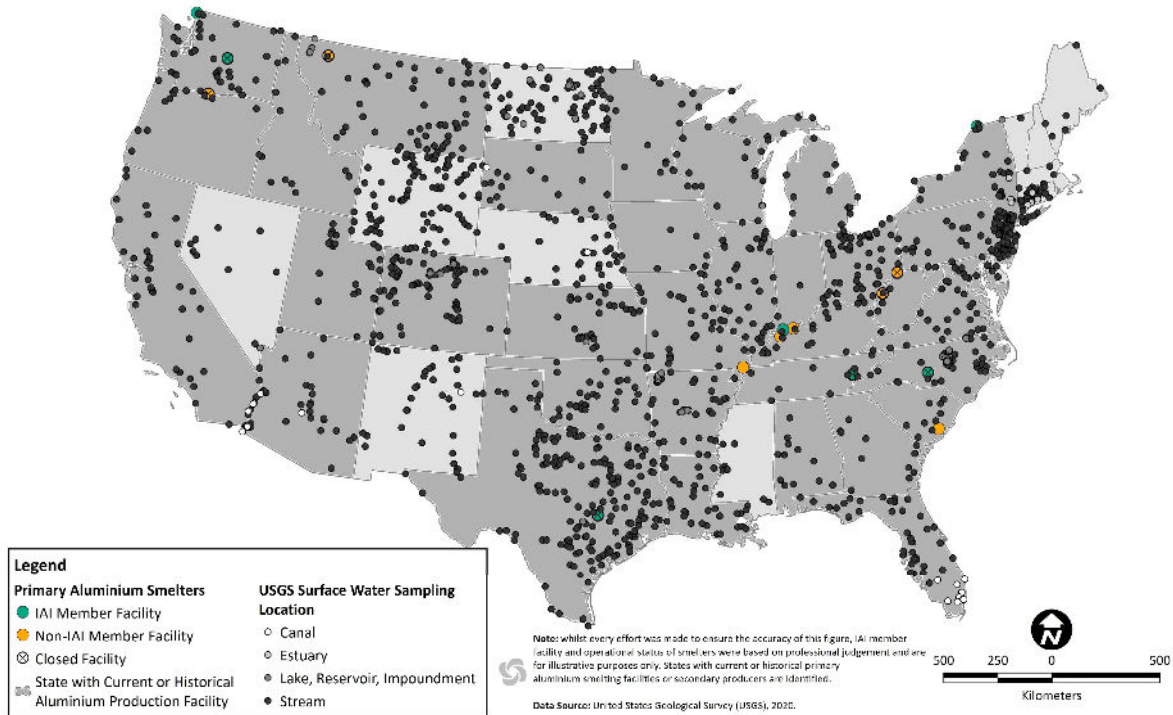 Legend
Primary Aluminium Smelters
IAI Member Facility
Non-IAI Member Facility
Closed Facility
State with Current or Historical
Aluminium Production Facility
USGS Surface Water Sampling
Location
Canal
Estuary
Lake, Reservoir, Impoundment
Stream
Note: whilst every effort was made to ensure the accuracy of this figure, IAI member
facility and operational status of smelters were based on professional judgement and are
for illustrative purposes only. States with current or historical primary
aluminium smelting facilities or secondary producers are identified.
Data Source: United States Geological Survey (USGS), 2020.
N
500 250 0 500
Kilometers